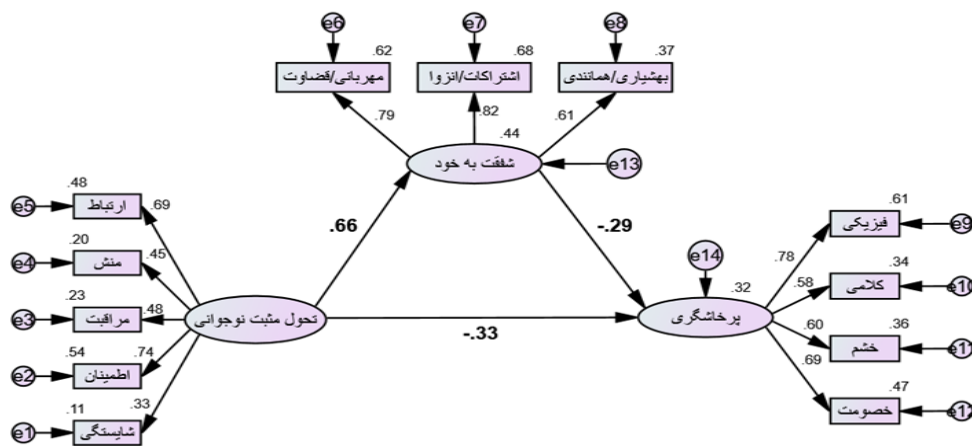 e6
e7
e8
.62
.68
.37
مهربانی/قضاوت
اشتراکات/انزوا
بهشیاری/همانندی
.79
.82
.61
.44
شفقت به خود
e13
.48
e5
ارتباط
.69
.66
-.29
.61
فیزیکی
e9
.20
e4
منش
.45
e14
.78
.34
کلامی
e10
.58
.23
e3
مراقبت
.48
تحول مثبت نوجوانی
.32
پرخاشگری
-.33
.60
.36
خشم
e11
.54
e2
اطمینان
.74
.69
.47
خصومت
e12
.11
e1
شایستگی
.33